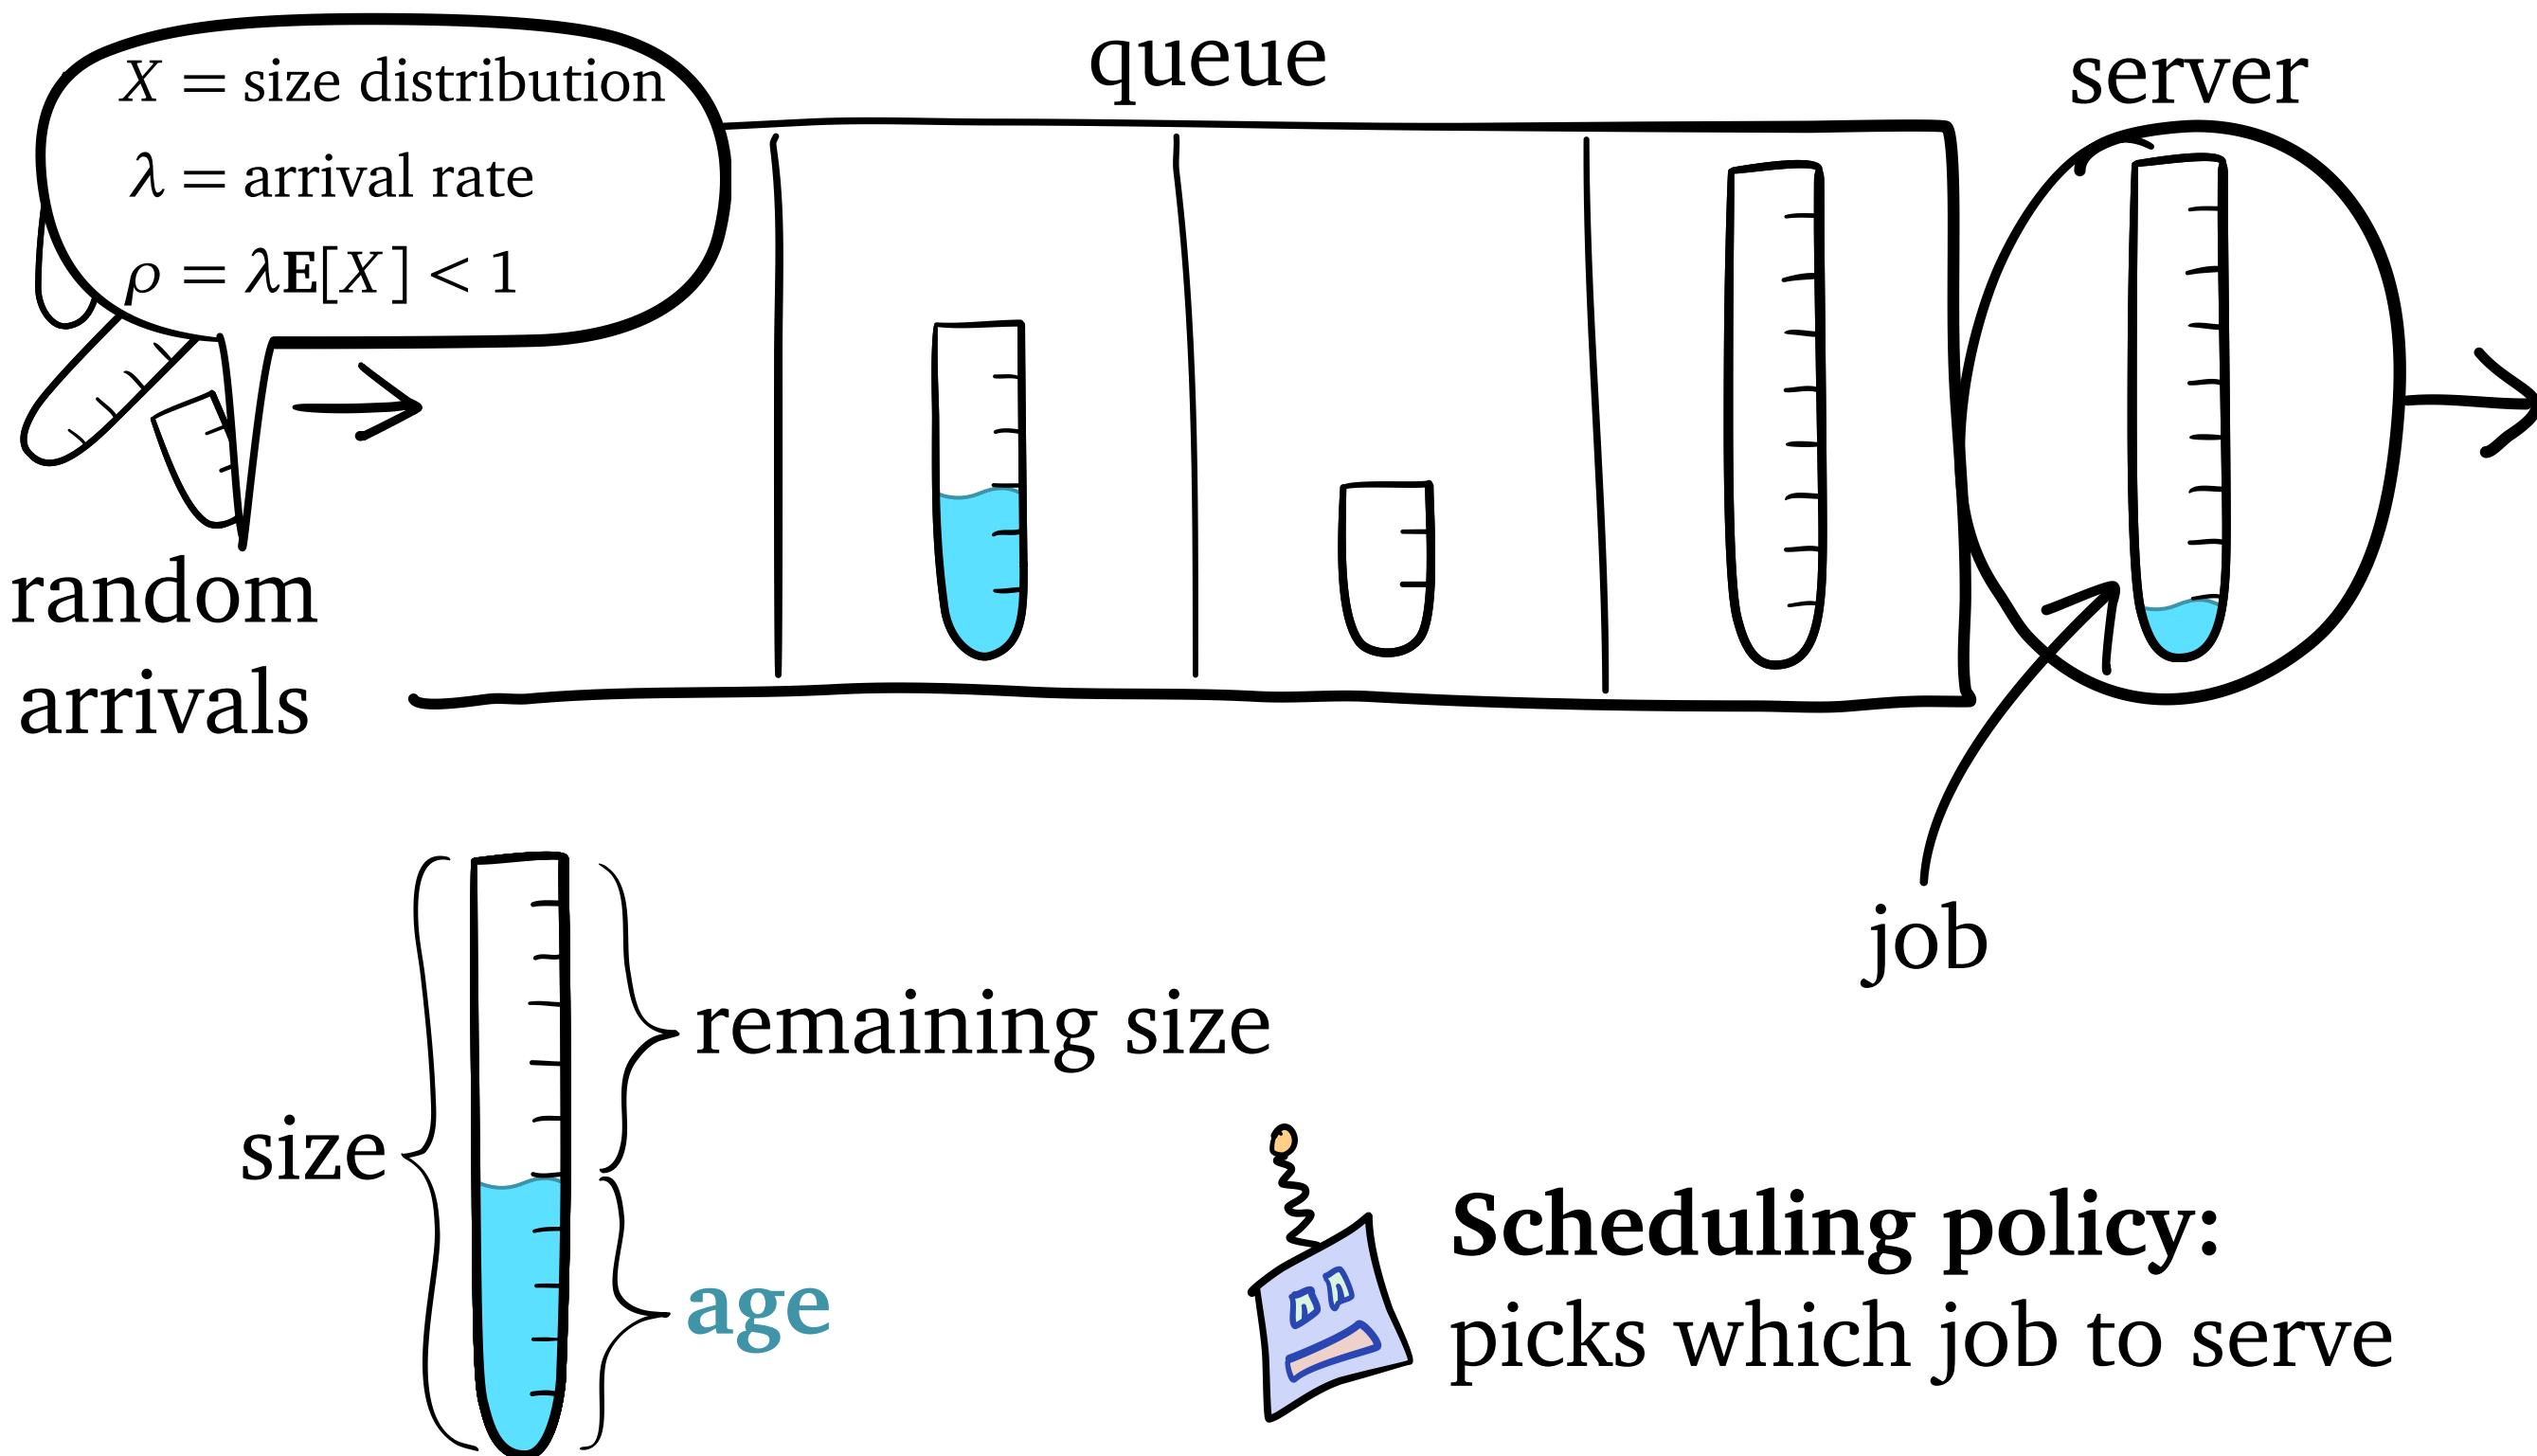 X = size distribution
λ = arrival rate
ρ = λE[X] < 1
queue
server
random
arrivals
job
remaining size
size
age
Scheduling policy:
picks which job to serve